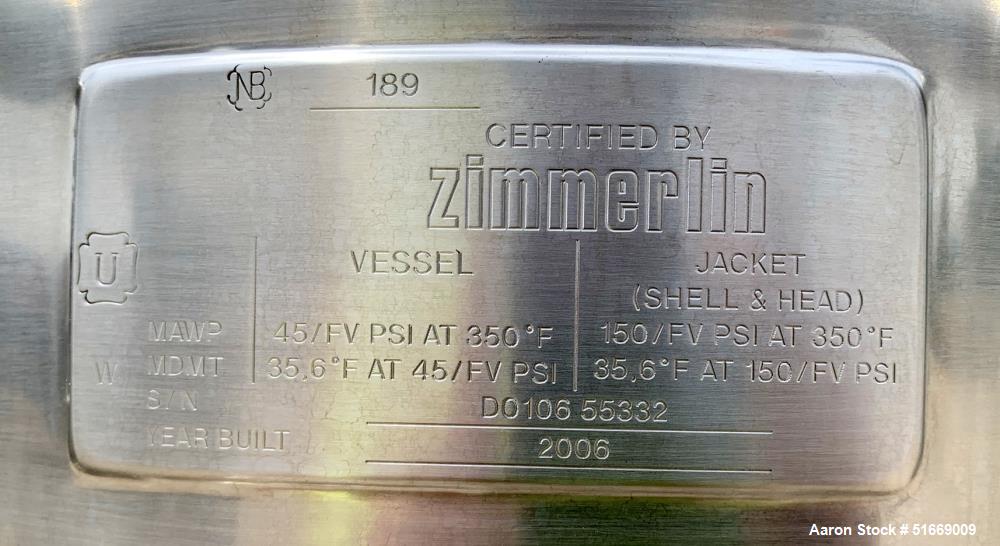 NB 189
CERTIFIED BY
zimmerlin
U
VESSEL JACKET
(SHELL & HEAD)
MAWP 45/FV PSI AT 350°F 150/FV PSI AT 350°F
W MDMT 35,6°F AT 45/FV PSI 35,6°F AT 150/FV PSI
S/N D0106 55332
YEAR BUILT 2006
Aaron Stock # 51669009